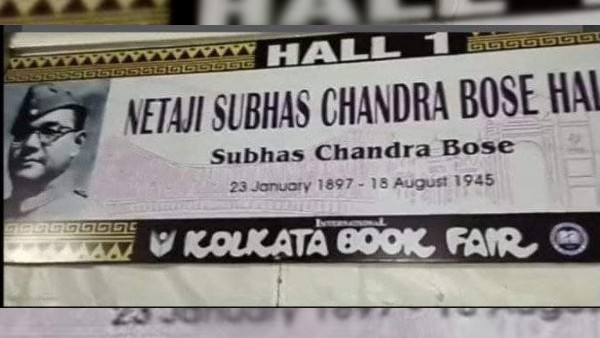 HALL 1
NETAJI SUBHAS CHANDRA BOSE HAL
Subhas Chandra Bose
23 January 1897 - 18 August 1945
INTERNATIONAL
KOLKATA BOOK FAIR